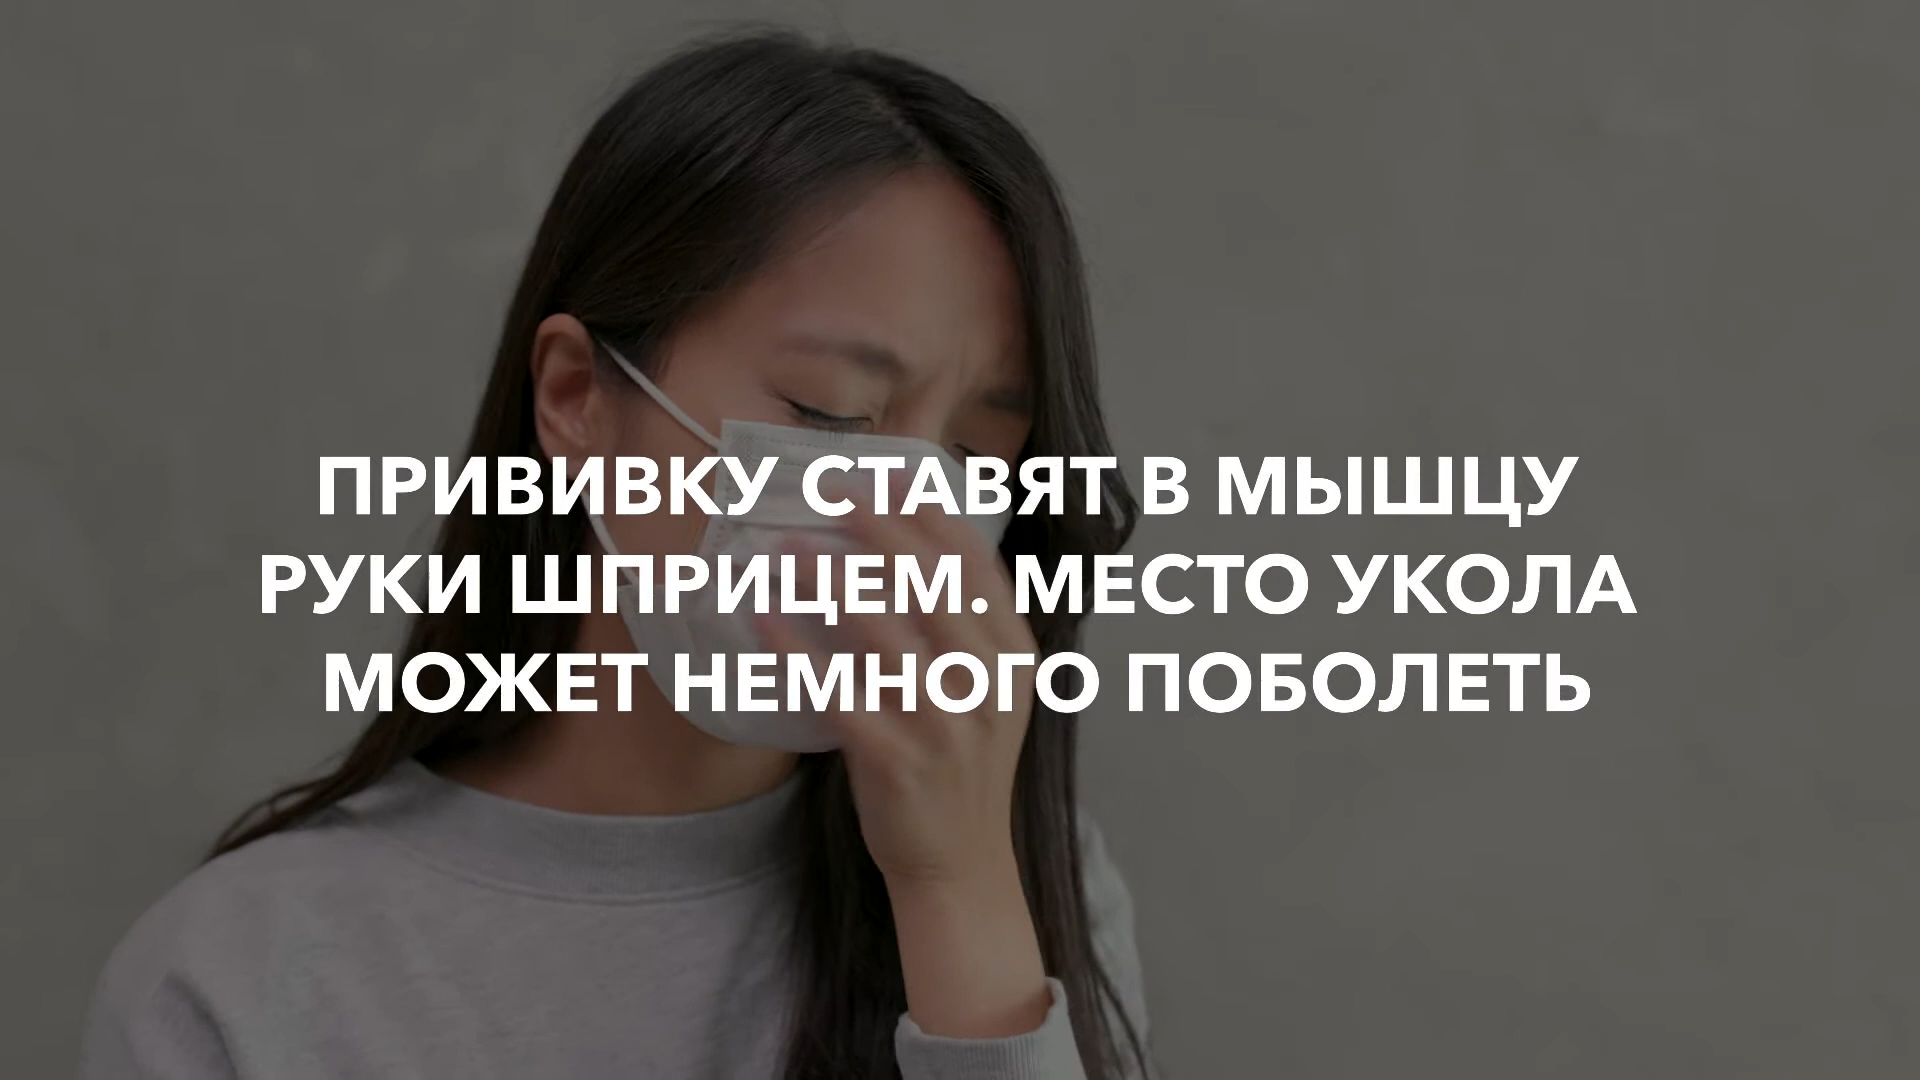 ПРИВИВКУ СТАВЯТ В МЫШЦУ
РУКИ ШПРИЦЕМ. МЕСТО УКОЛА
МОЖЕТ НЕМНОГО ПОБОЛЕТЬ